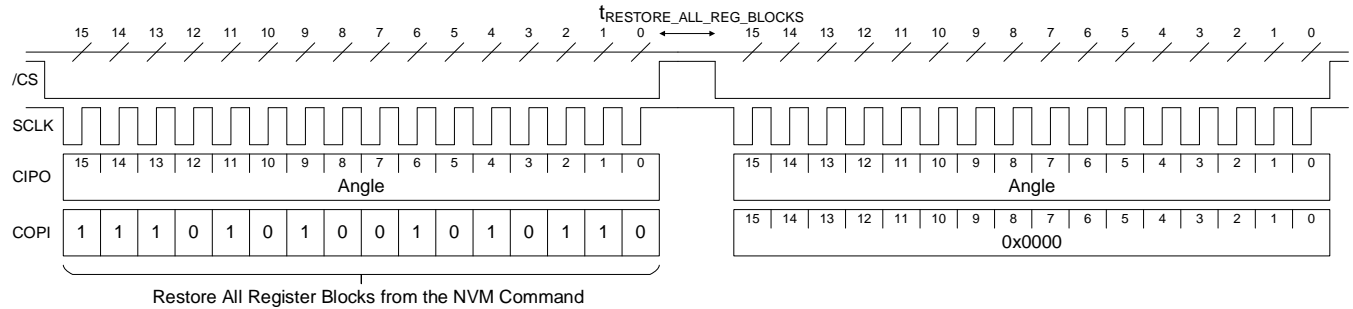 tRESTORE_ALL_REG_BLOCKS
15 14 13 12 11 10 9 8 7 6 5 4 3 2 1 0 15 14 13 12 11 10 9 8 7 6 5 4 3 2 1 0
/CS
SCLK
CIPO 15 14 13 12 11 10 9 8 7 6 5 4 3 2 1 0 15 14 13 12 11 10 9 8 7 6 5 4 3 2 1 0
Angle Angle
COPI 1 1 1 0 1 0 1 0 0 1 0 1 0 1 1 0 15 14 13 12 11 10 9 8 7 6 5 4 3 2 1 0
0x0000
Restore All Register Blocks from the NVM Command